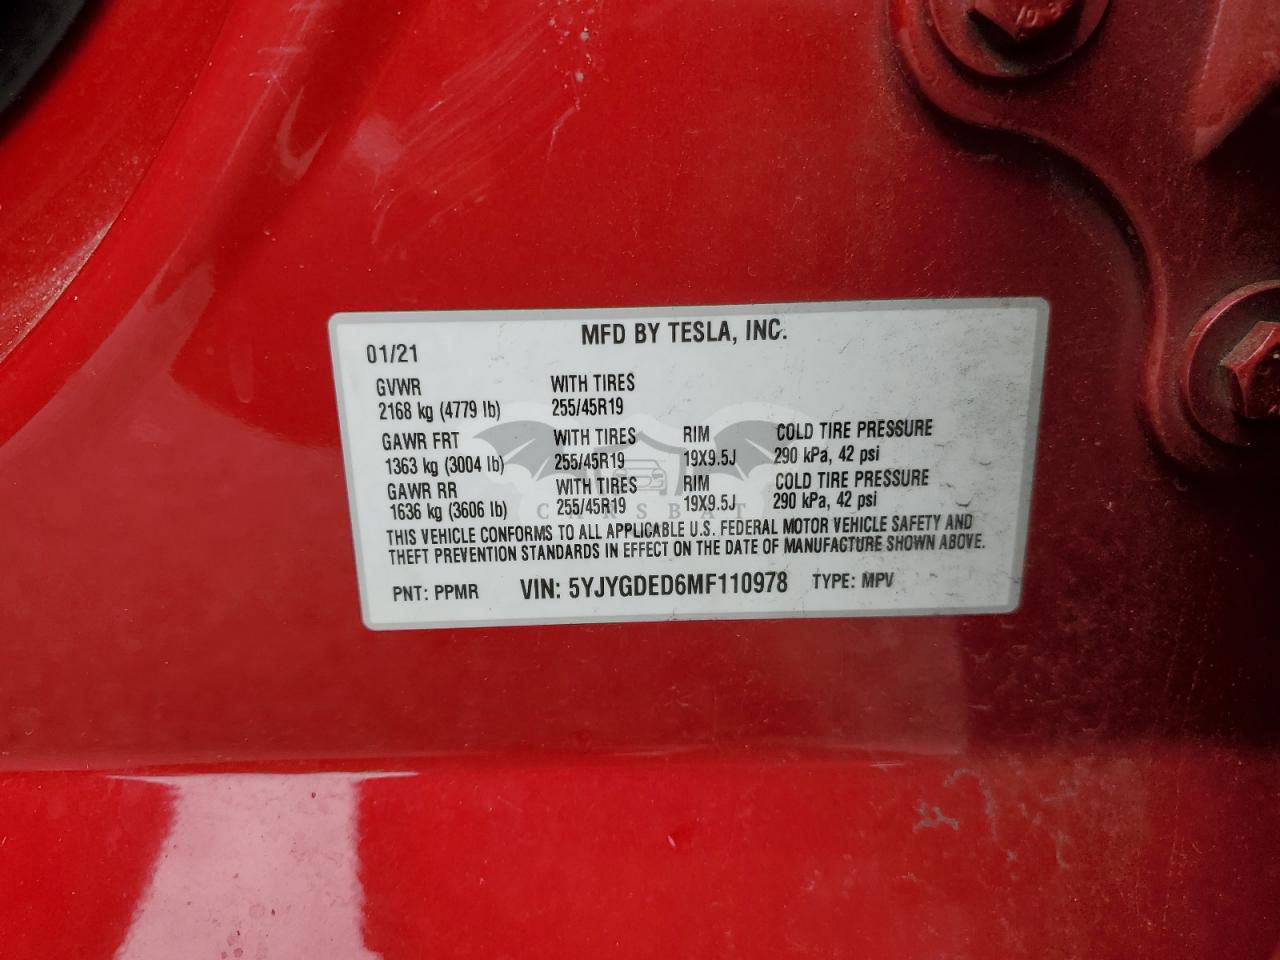 MFD BY TESLA, INC.
01/21
GVWR WITH TIRES
2168 kg (4779 lb) 255/45R19
GAWR FRT WITH TIRES RIM COLD TIRE PRESSURE
1363 kg (3004 lb) 255/45R19 19X9.5J 290 kPa, 42 psi
GAWR RR WITH TIRES RIM COLD TIRE PRESSURE
1636 kg (3606 lb) 255/45R19 19X9.5J 290 kPa, 42 psi
CARSBAT
THIS VEHICLE CONFORMS TO ALL APPLICABLE U.S. FEDERAL MOTOR VEHICLE SAFETY AND
THEFT PREVENTION STANDARDS IN EFFECT ON THE DATE OF MANUFACTURE SHOWN ABOVE.
PNT: PPMR VIN: 5YJYGDED6MF110978 TYPE: MPV